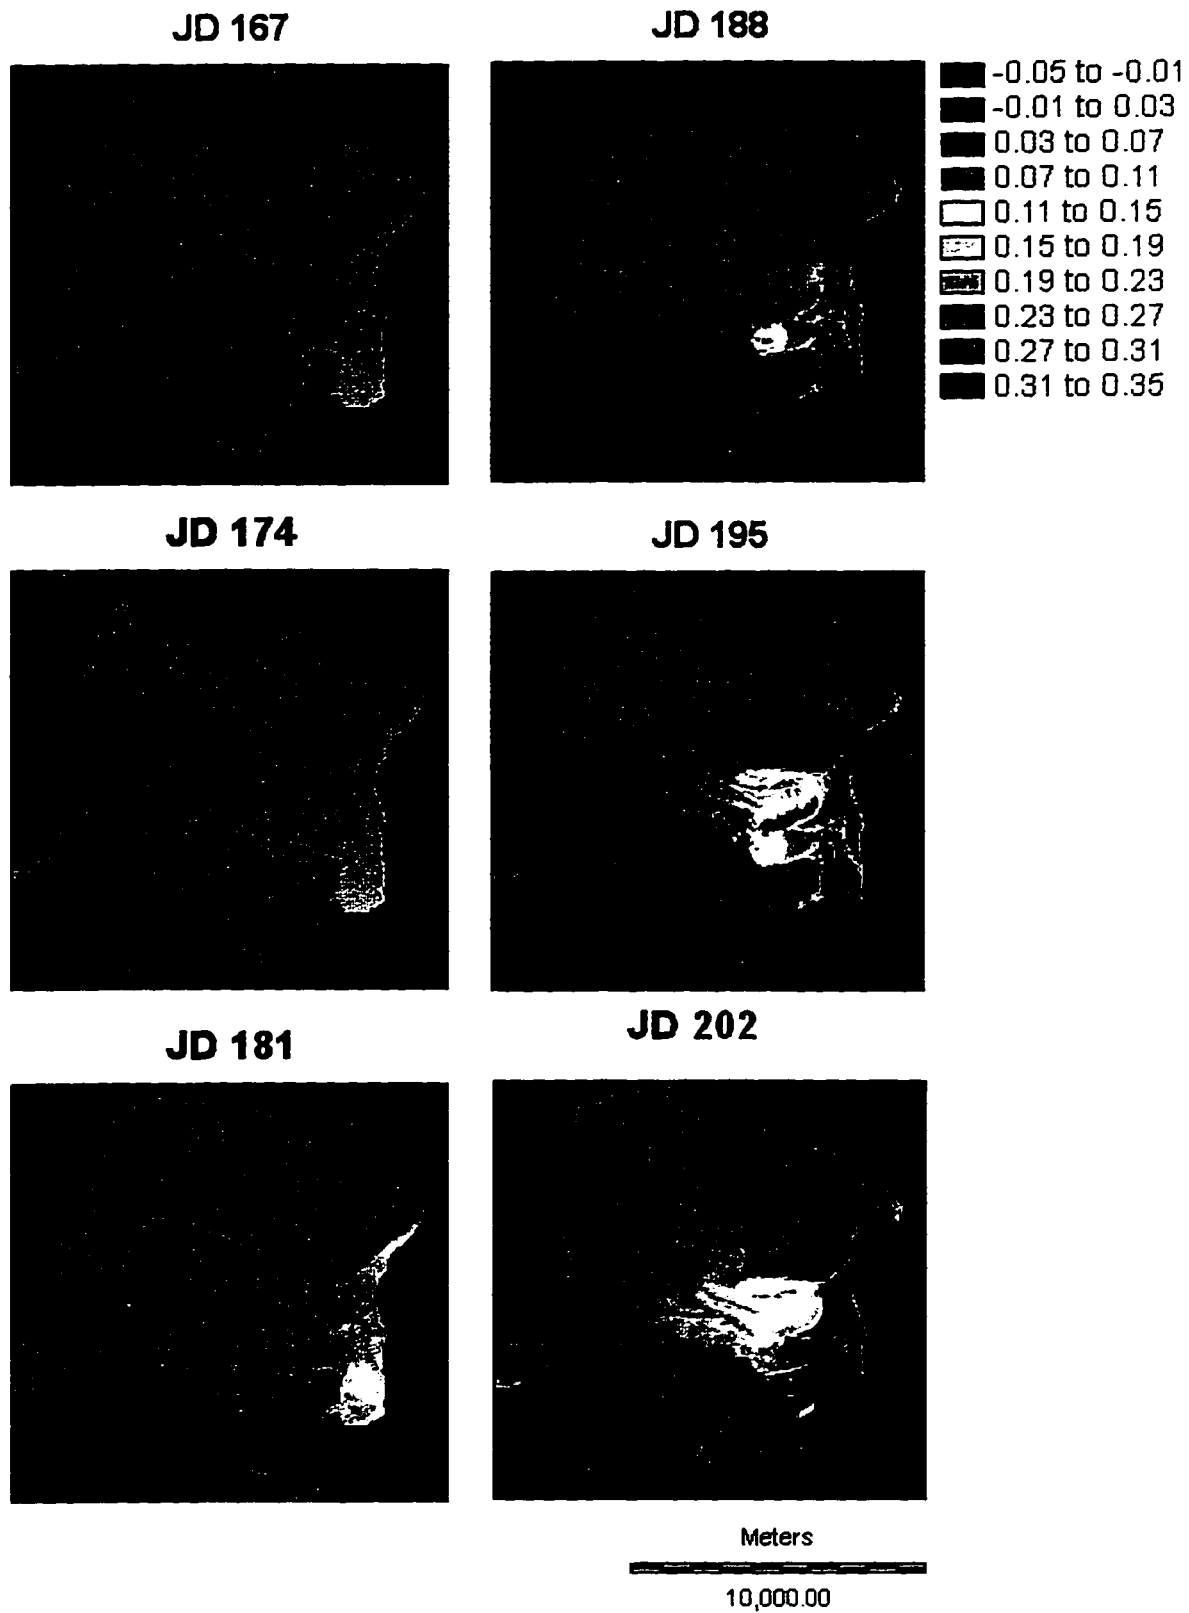 JD 167
JD 188
-0.05 to -0.01
-0.01 to 0.03
0.03 to 0.07
0.07 to 0.11
0.11 to 0.15
0.15 to 0.19
0.19 to 0.23
0.23 to 0.27
0.27 to 0.31
0.31 to 0.35
JD 174
JD 195
JD 181
JD 202
Meters
10,000.00